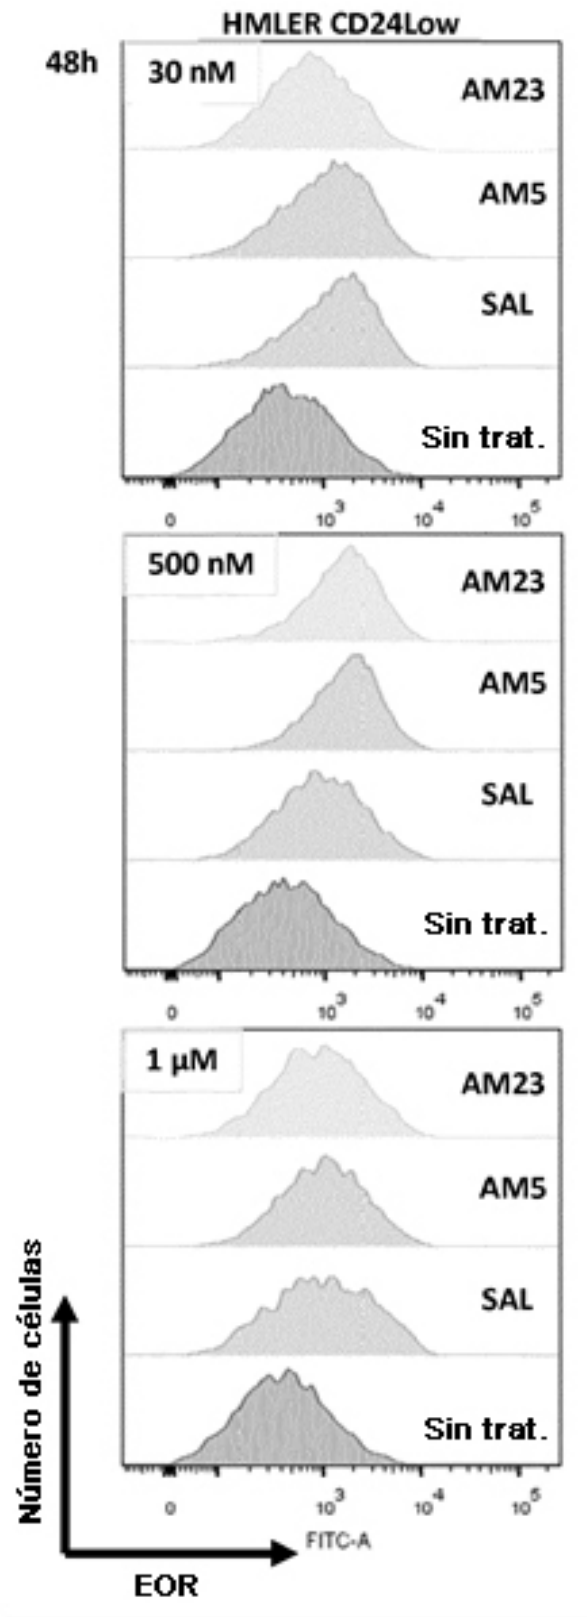 HMLER CD24Low
48h
30 nM
AM23
AM5
SAL
Sin trat.
0 10³ 10⁴ 10⁵
500 nM
AM23
AM5
SAL
Sin trat.
0 10³ 10⁴ 10⁵
1 µM
AM23
AM5
SAL
Sin trat.
0 10³ 10⁴ 10⁵
FITC-A
Número de células
EOR